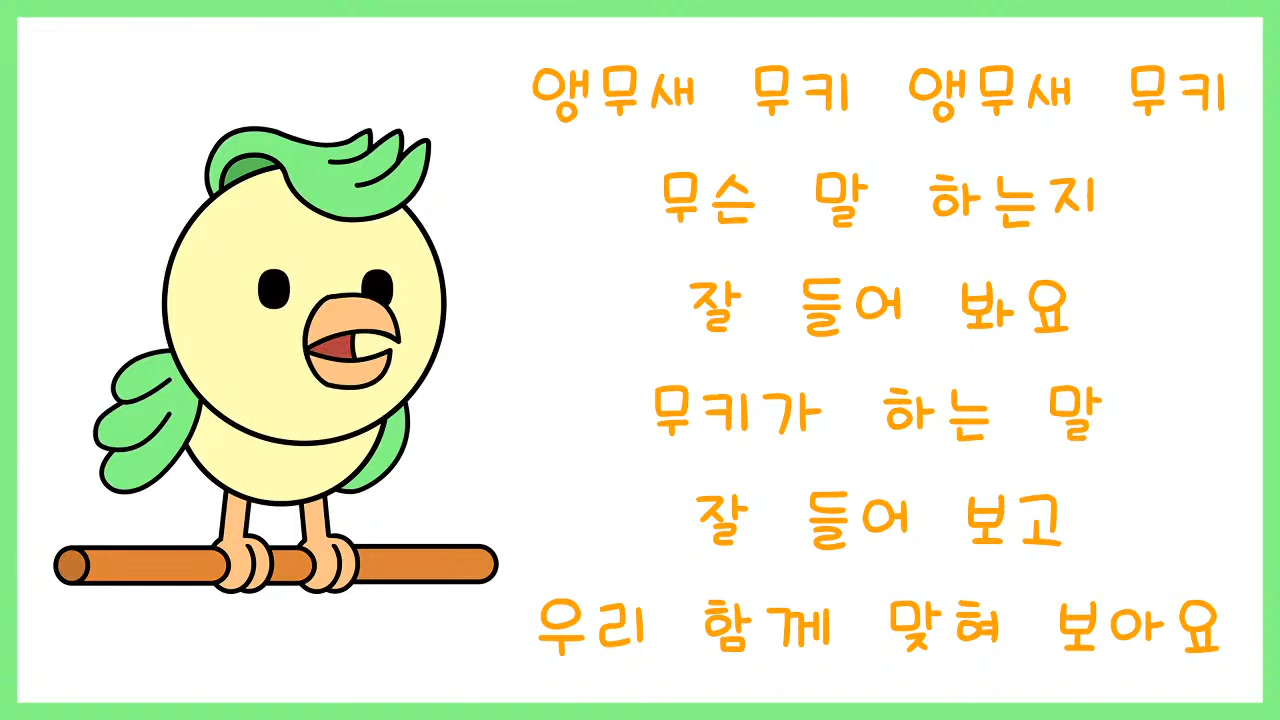 앵무새 무키 앵무새 무키
무슨 말 하는지
잘 들어 봐요
무키가 하는 말
잘 들어 보고
우리 함께 맞혀 보아요